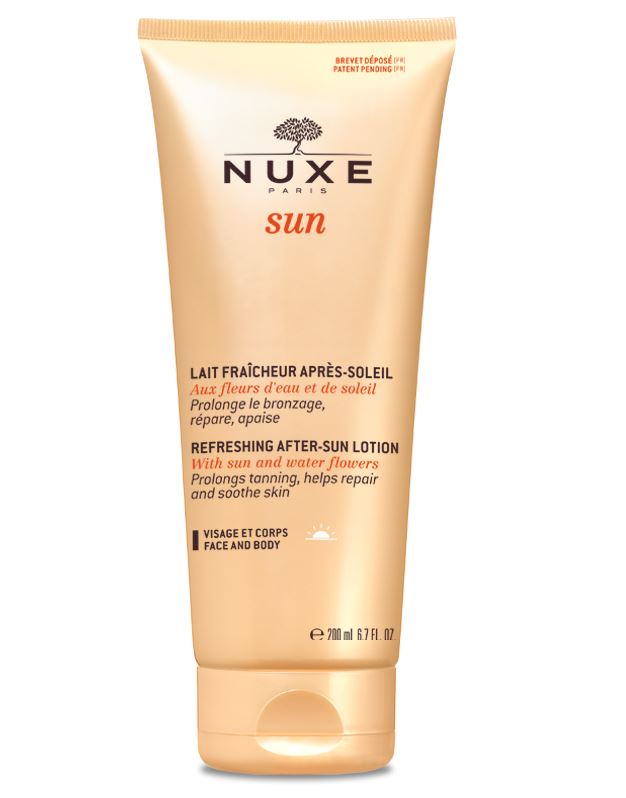 BREVET DÉPOSÉ [FR]
PATENT PENDING [FR]
NUXE
PARIS
sun
LAIT FRAÎCHEUR APRÈS-SOLEIL
Aux fleurs d'eau et de soleil
Prolonge le bronzage,
répare, apaise
REFRESHING AFTER-SUN LOTION
With sun and water flowers
Prolongs tanning, helps repair
and soothe skin
VISAGE ET CORPS
FACE AND BODY
℮ 200 ml 6.7 FL. OZ.